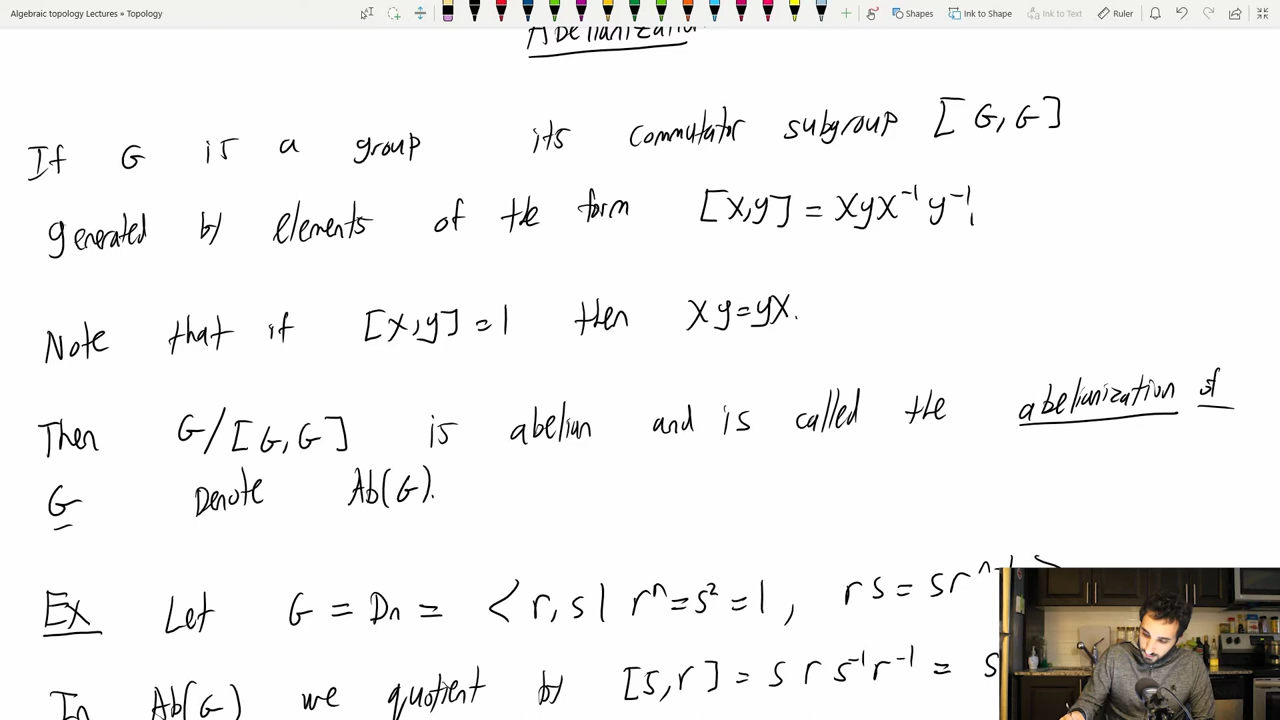 Algebraic topology Lectures » Topology
Shapes
Ink to Shape
Ink to Text
Ruler
Abelianization
If G is a group its commutator subgroup [G,G]
generated by elements of the form [x,y] = xyx⁻¹y⁻¹.
Note that if [x,y] = 1 then xy=yx.
Then G/[G,G] is abelian and is called the abelianization of
G Denote Ab(G).
Ex Let G = Dn = < r,s | rⁿ=s²=1, rs = srⁿ⁻¹ >
In Ab(G) we quotient by [s,r] = s r s⁻¹ r⁻¹ = s